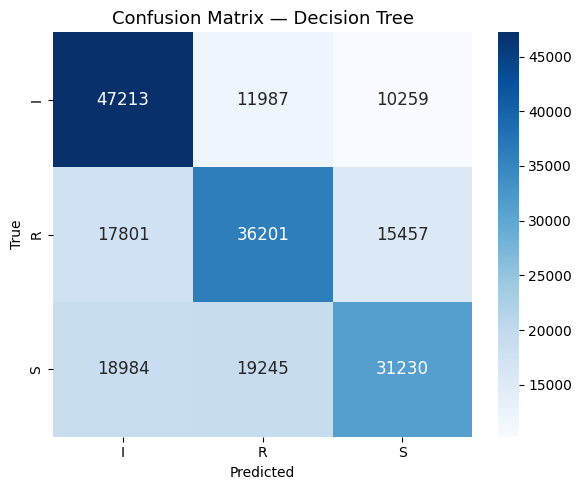 Confusion Matrix — Decision Tree
True
I
47213 11987 10259
R
17801 36201 15457
S
18984 19245 31230
I R S
Predicted
45000
40000
35000
30000
25000
20000
15000